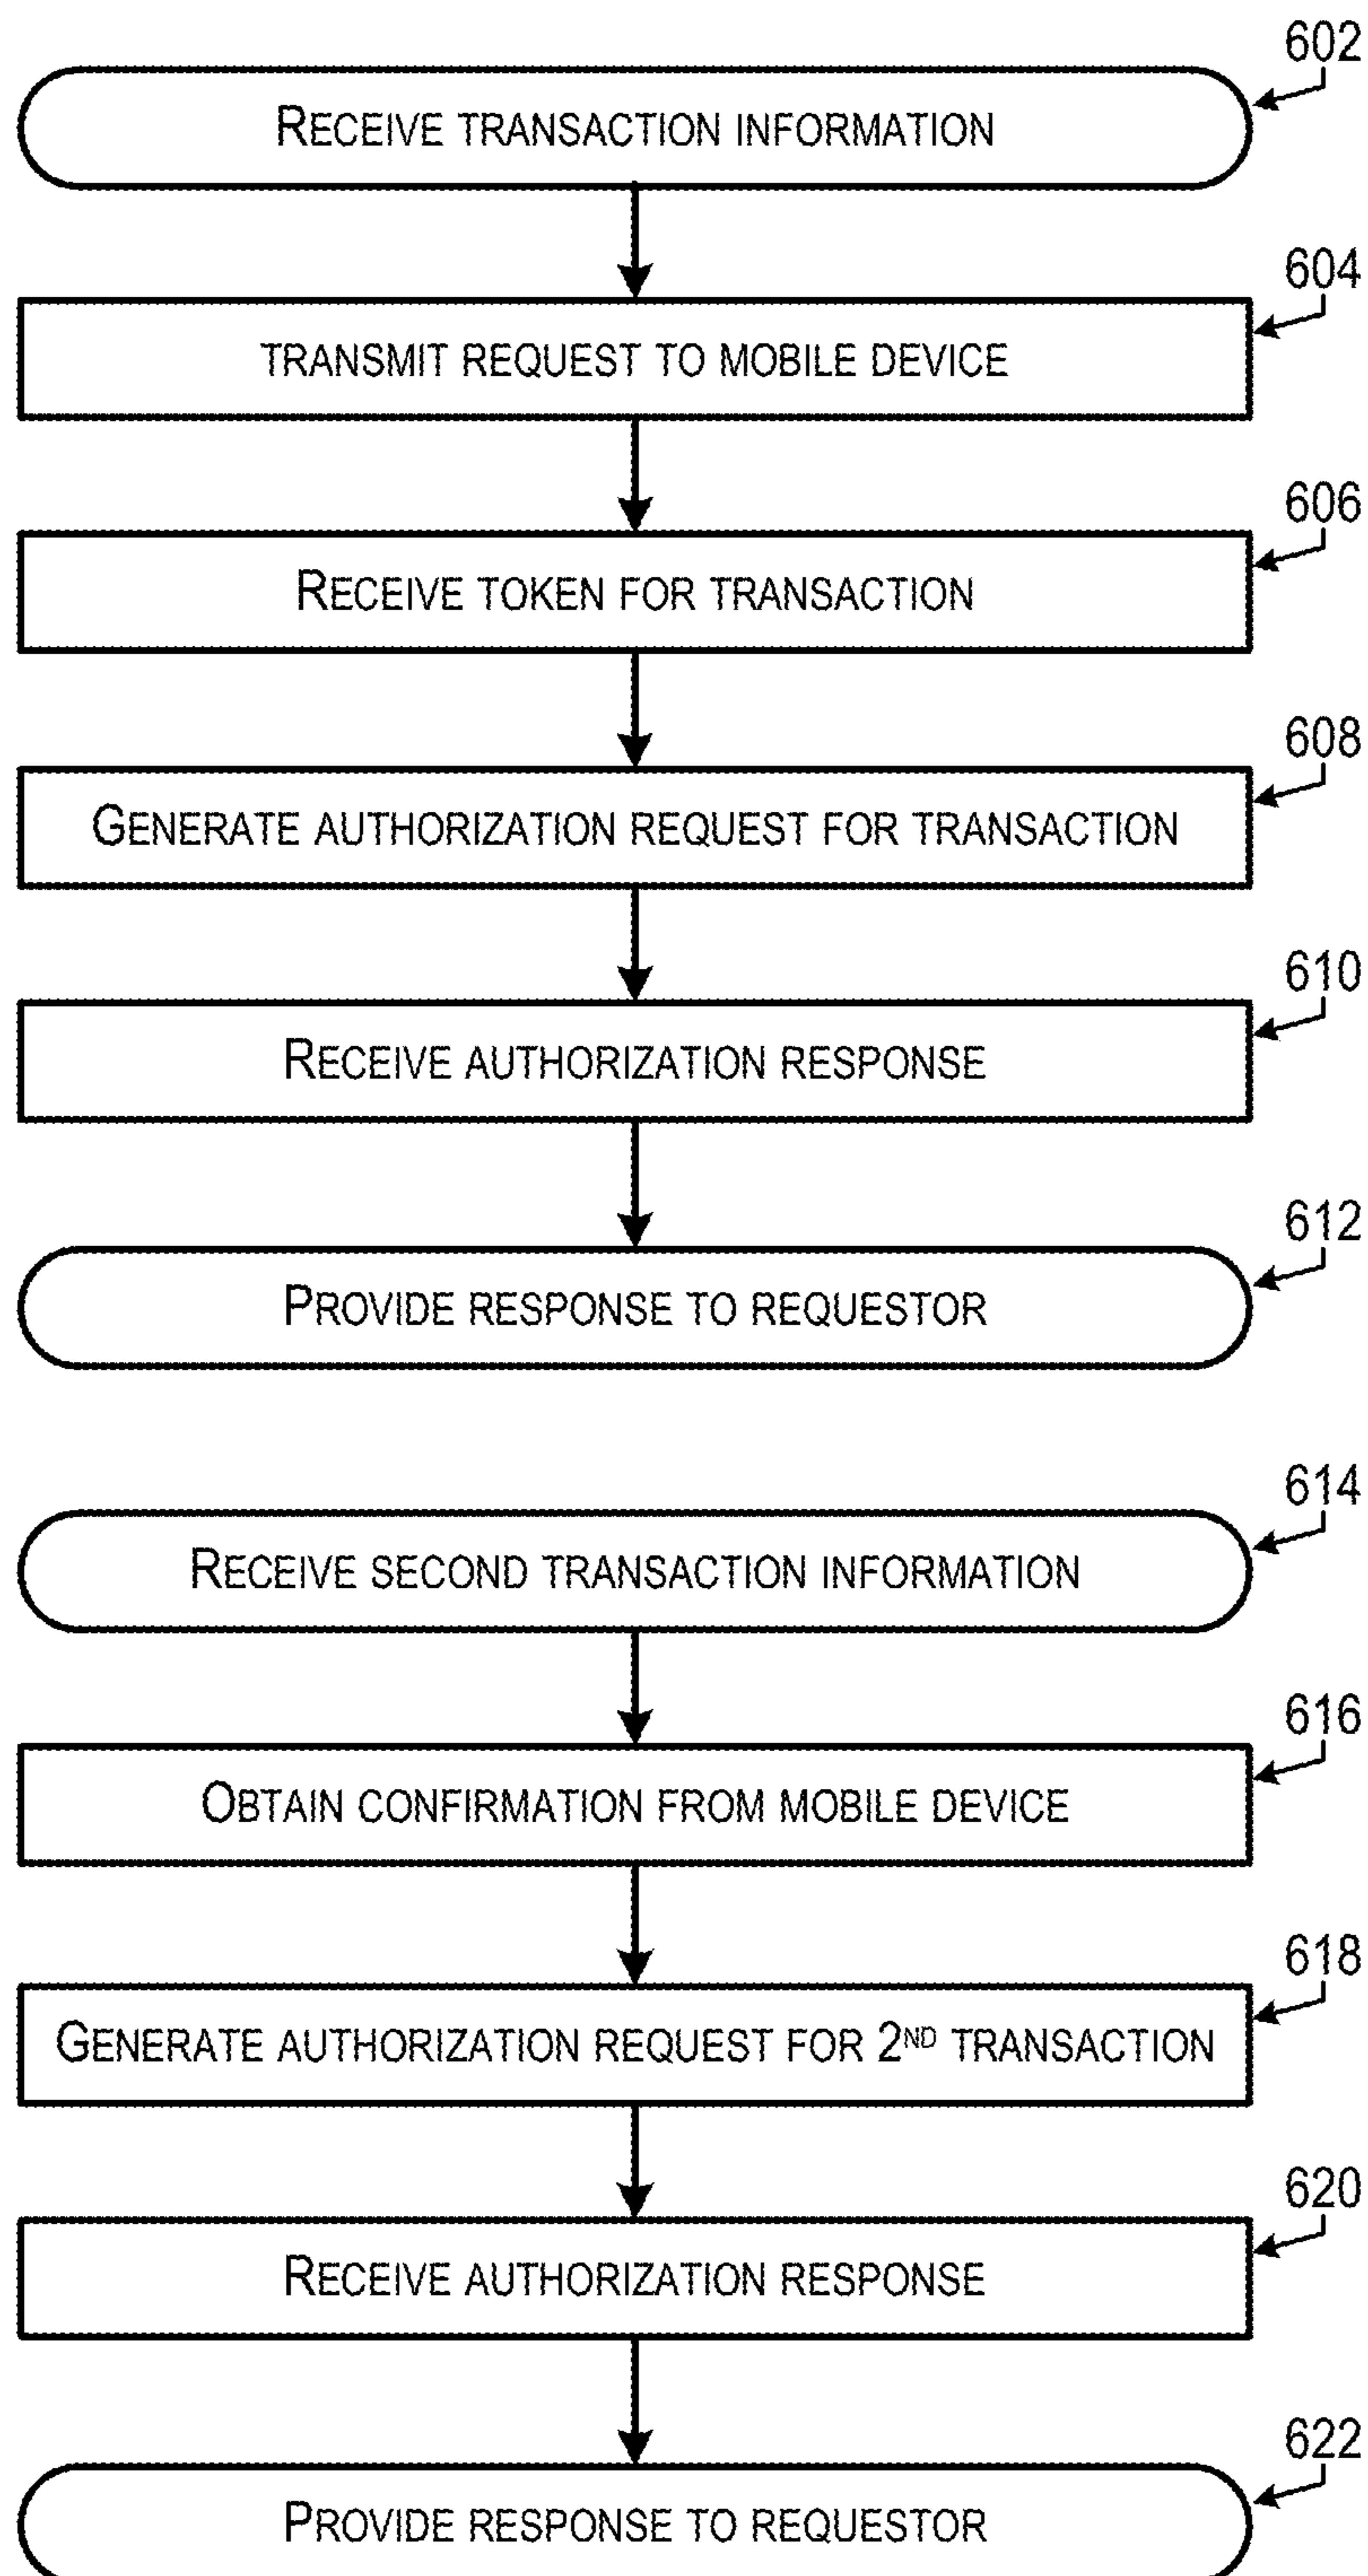 602
RECEIVE TRANSACTION INFORMATION
604
TRANSMIT REQUEST TO MOBILE DEVICE
606
RECEIVE TOKEN FOR TRANSACTION
608
GENERATE AUTHORIZATION REQUEST FOR TRANSACTION
610
RECEIVE AUTHORIZATION RESPONSE
612
PROVIDE RESPONSE TO REQUESTOR
614
RECEIVE SECOND TRANSACTION INFORMATION
616
OBTAIN CONFIRMATION FROM MOBILE DEVICE
618
GENERATE AUTHORIZATION REQUEST FOR 2ND TRANSACTION
620
RECEIVE AUTHORIZATION RESPONSE
622
PROVIDE RESPONSE TO REQUESTOR